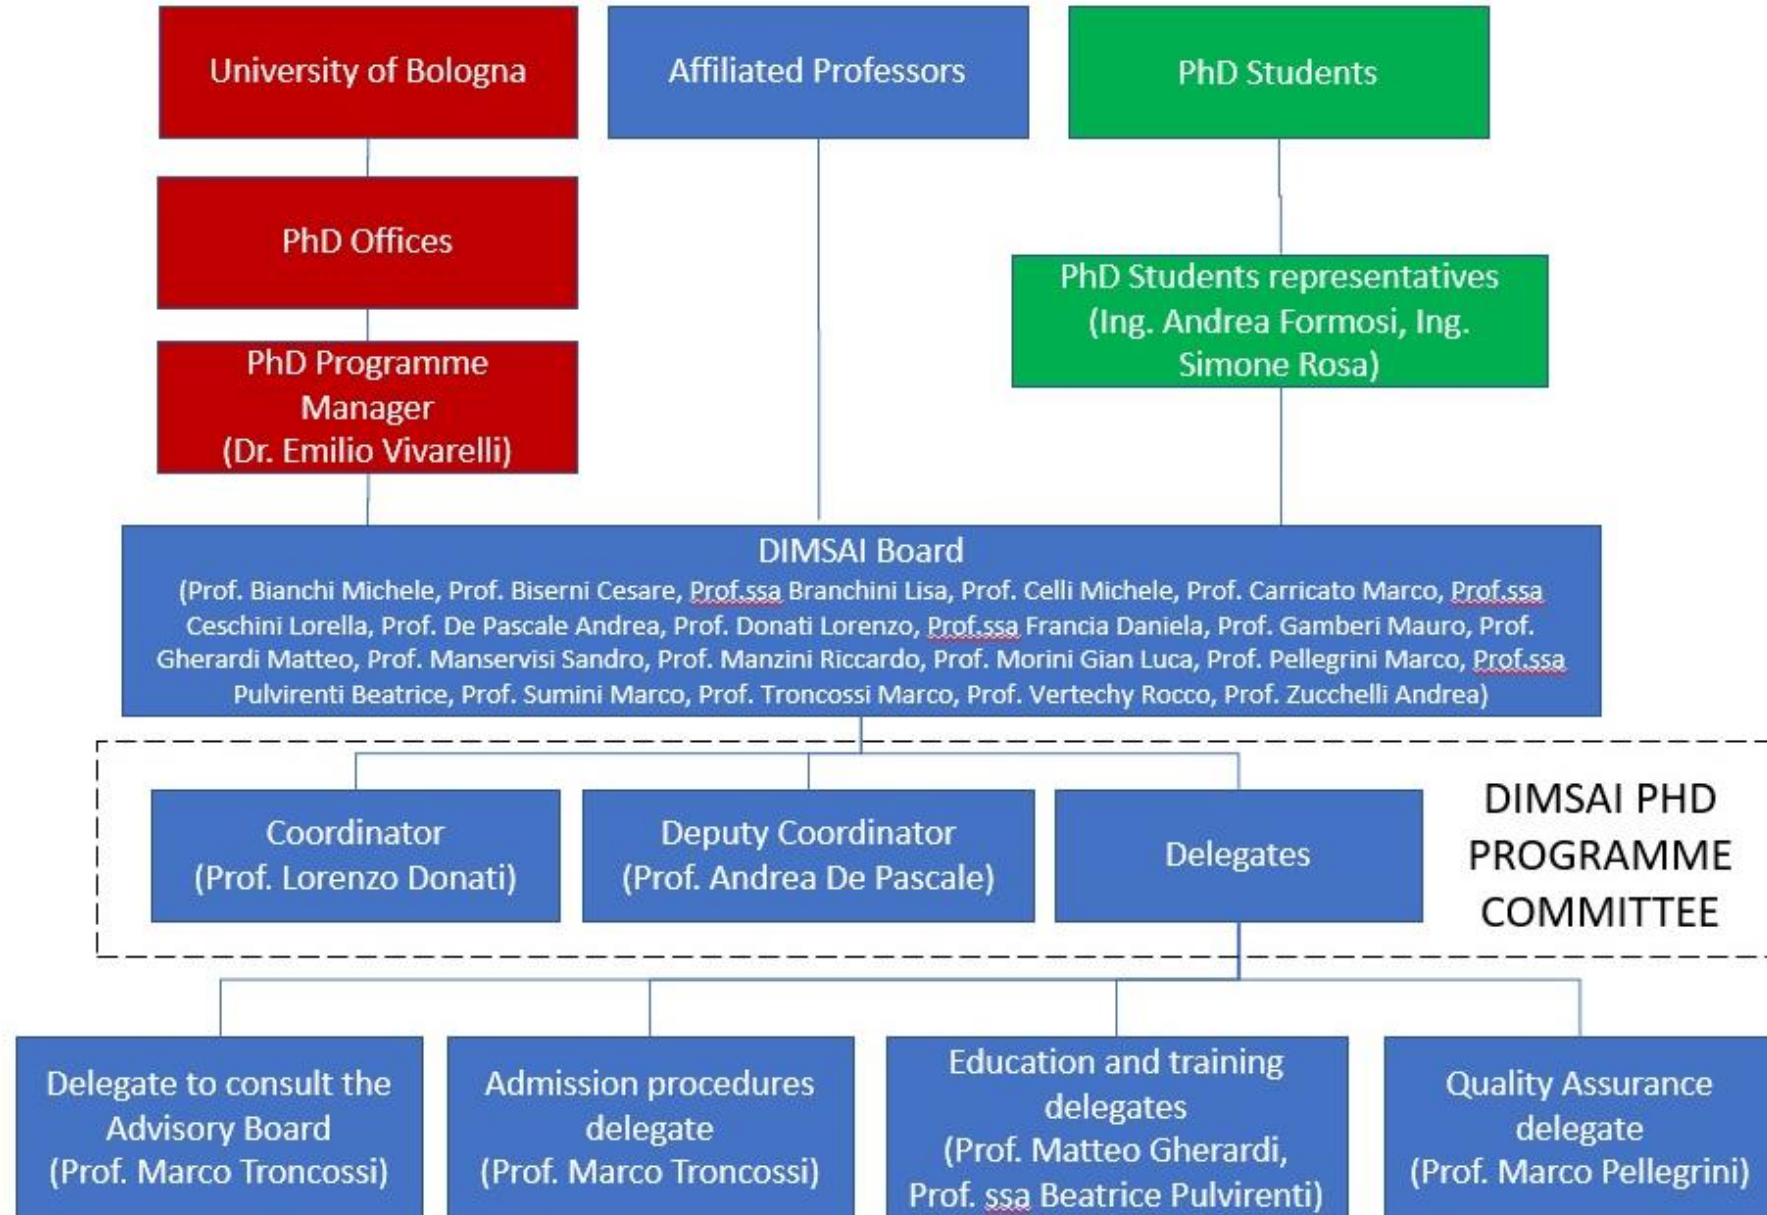 University of Bologna
Affiliated Professors
PhD Students
PhD Offices
PhD Students representatives
(Ing. Andrea Formosi, Ing.
Simone Rosa)
PhD Programme
Manager
(Dr. Emilio Vivarelli)
DIMSAI Board
(Prof. Bianchi Michele, Prof. Biserni Cesare, Prof.ssa Branchini Lisa, Prof. Celli Michele, Prof. Carricato Marco, Prof.ssa
Ceschini Lorella, Prof. De Pascale Andrea, Prof. Donati Lorenzo, Prof.ssa Francia Daniela, Prof. Gamberi Mauro, Prof.
Gherardi Matteo, Prof. Manservisi Sandro, Prof. Manzini Riccardo, Prof. Morini Gian Luca, Prof. Pellegrini Marco, Prof.ssa
Pulvirenti Beatrice, Prof. Sumini Marco, Prof. Troncossi Marco, Prof. Vertechy Rocco, Prof. Zucchelli Andrea)
Coordinator
(Prof. Lorenzo Donati)
Deputy Coordinator
(Prof. Andrea De Pascale)
Delegates
DIMSAI PHD
PROGRAMME
COMMITTEE
Delegate to consult the
Advisory Board
(Prof. Marco Troncossi)
Admission procedures
delegate
(Prof. Marco Troncossi)
Education and training
delegates
(Prof. Matteo Gherardi,
Prof. ssa Beatrice Pulvirenti)
Quality Assurance
delegate
(Prof. Marco Pellegrini)